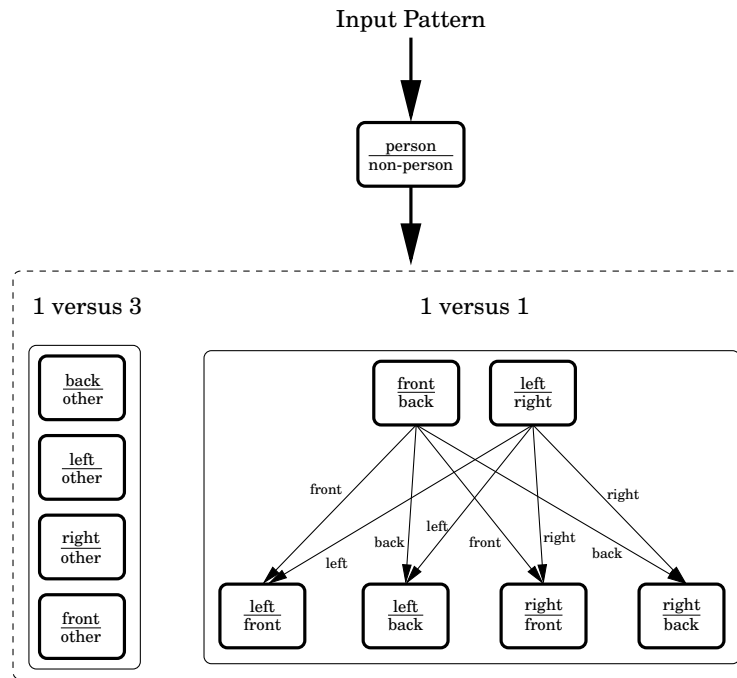 Input Pattern
person
non-person
1 versus 3
1 versus 1
back
other
left
other
right
other
front
other
front
back
left
right
front
left
back
left
front
right
back
right
left
front
left
back
right
front
right
back